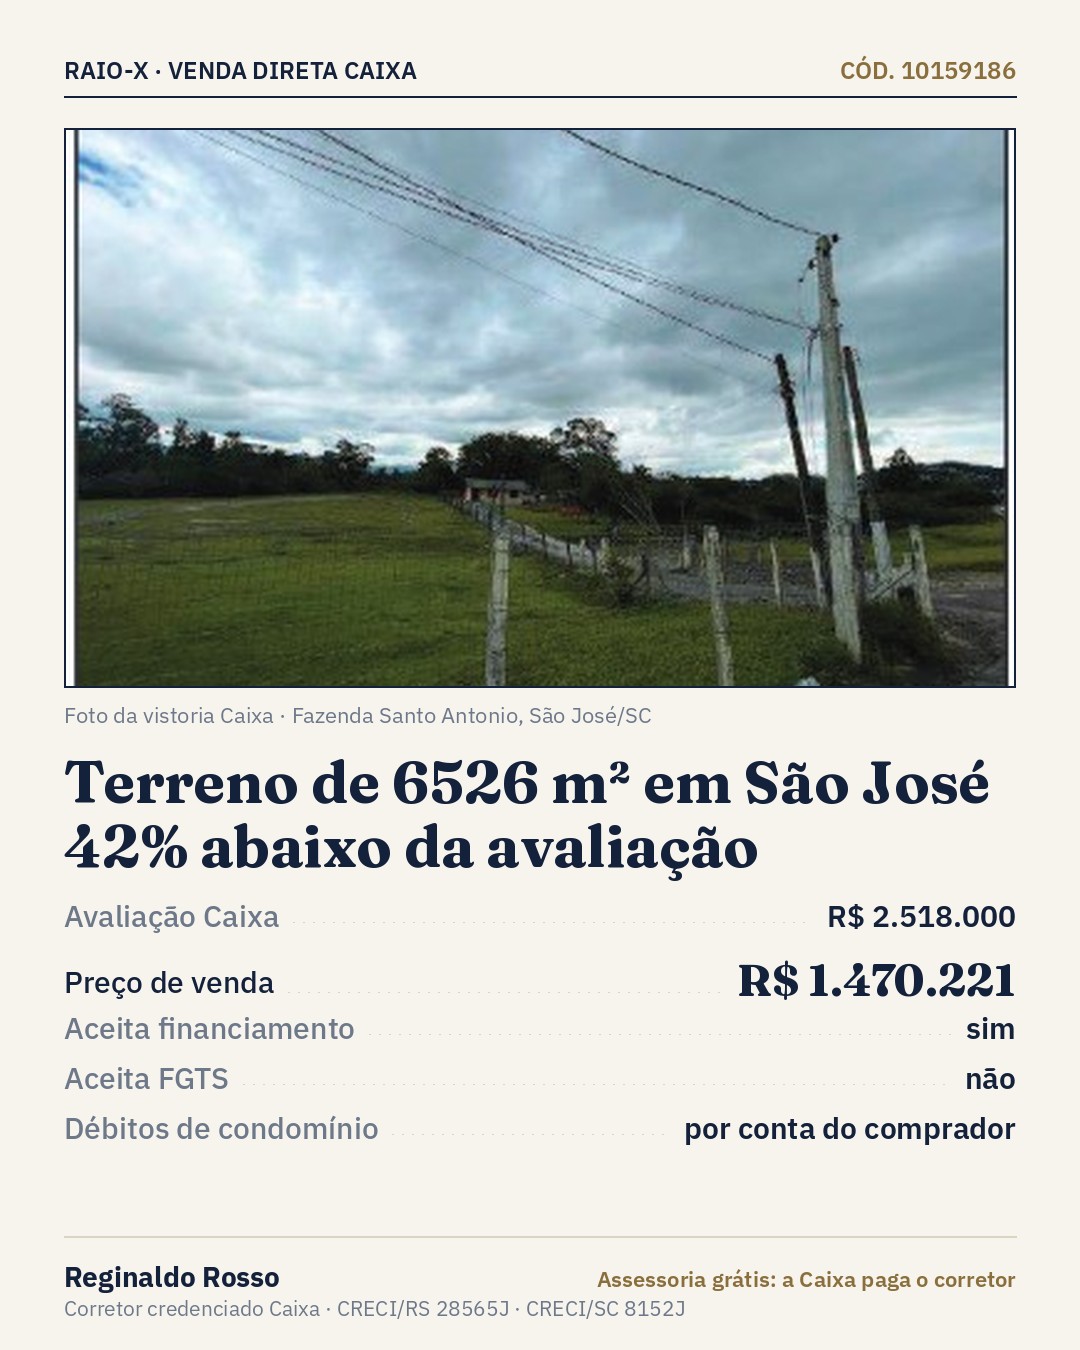 RAIO-X · VENDA DIRETA CAIXA
CÓD. 10159186
Foto da vistoria Caixa · Fazenda Santo Antonio, São José/SC
Terreno de 6526 m² em São José
42% abaixo da avaliação
Avaliação Caixa R$ 2.518.000
Preço de venda R$ 1.470.221
Aceita financiamento sim
Aceita FGTS não
Débitos de condomínio por conta do comprador
Reginaldo Rosso
Assessoria grátis: a Caixa paga o corretor
Corretor credenciado Caixa · CRECI/RS 28565J · CRECI/SC 8152J